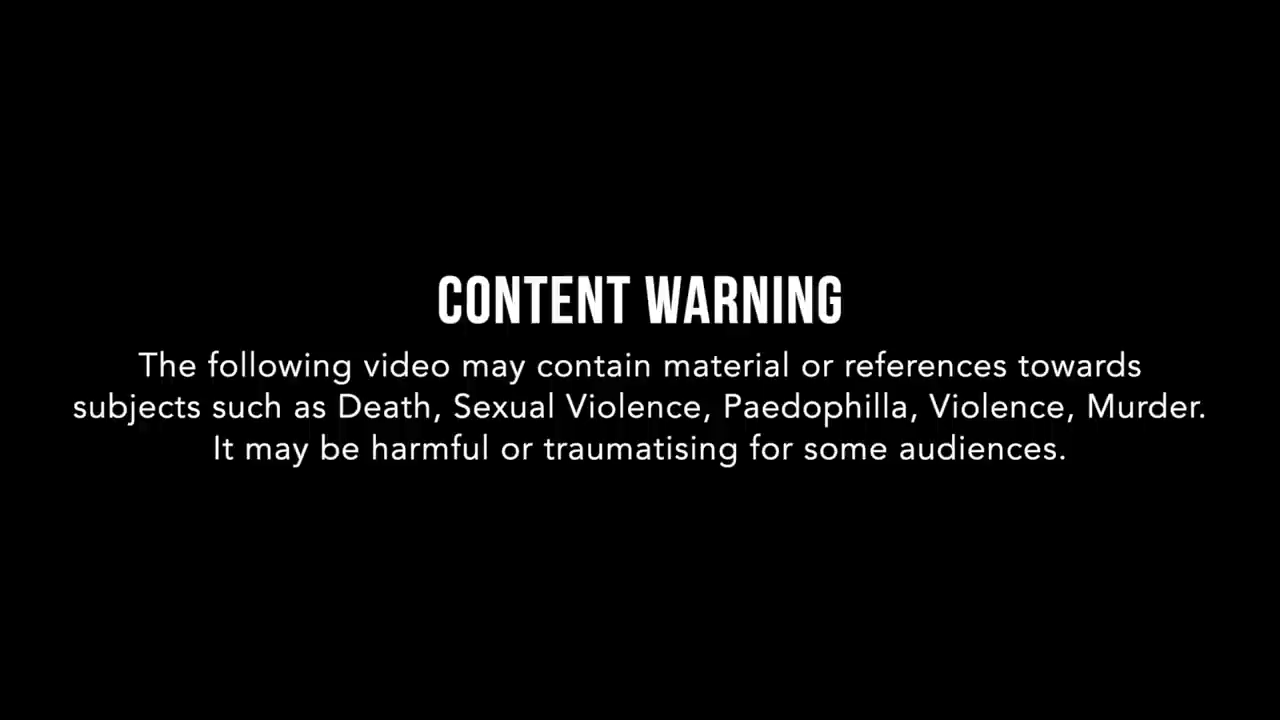 CONTENT WARNING
The following video may contain material or references towards
subjects such as Death, Sexual Violence, Paedophilla, Violence, Murder.
It may be harmful or traumatising for some audiences.